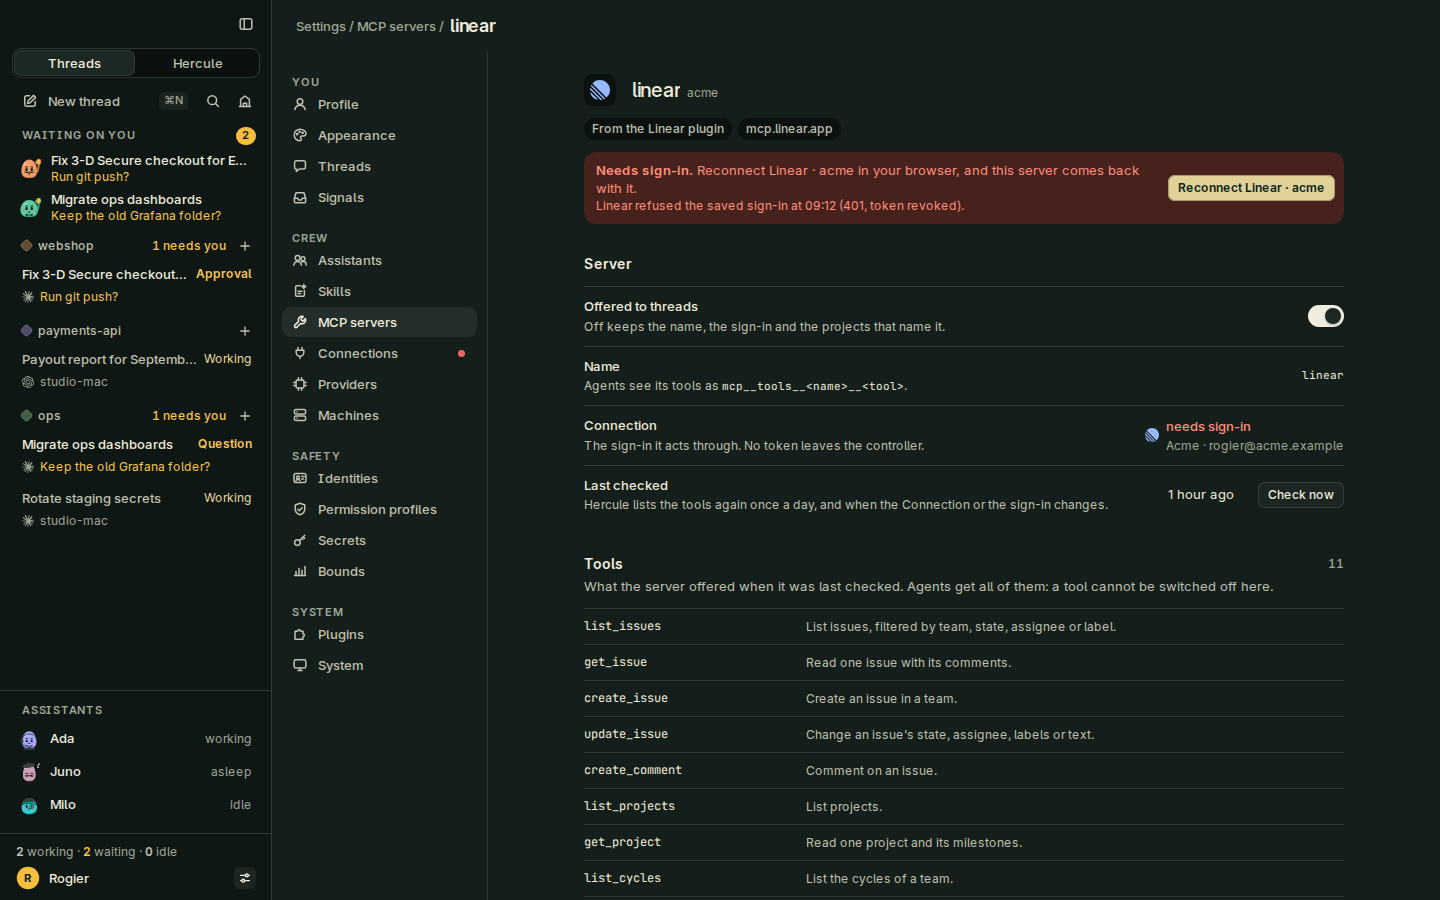 Threads
Hercule
New thread
⌘N
WAITING ON YOU
2
Fix 3-D Secure checkout for E...
Run git push?
Migrate ops dashboards
Keep the old Grafana folder?
webshop
1 needs you
Fix 3-D Secure checkout...
Approval
Run git push?
payments-api
Payout report for Septemb...
Working
studio-mac
ops
1 needs you
Migrate ops dashboards
Question
Keep the old Grafana folder?
Rotate staging secrets
Working
studio-mac
ASSISTANTS
Ada
working
Juno
asleep
Milo
idle
2 working · 2 waiting · 0 idle
R
Rogier
Settings / MCP servers / linear
YOU
Profile
Appearance
Threads
Signals
CREW
Assistants
Skills
MCP servers
Connections
Providers
Machines
SAFETY
Identities
Permission profiles
Secrets
Bounds
SYSTEM
Plugins
System
linear acme
From the Linear plugin
mcp.linear.app
Needs sign-in. Reconnect Linear · acme in your browser, and this server comes back
with it.
Linear refused the saved sign-in at 09:12 (401, token revoked).
Reconnect Linear · acme
Server
Offered to threads
Off keeps the name, the sign-in and the projects that name it.
Name
Agents see its tools as mcp__tools__<name>__<tool>.
linear
Connection
The sign-in it acts through. No token leaves the controller.
needs sign-in
Acme · rogier@acme.example
Last checked
Hercule lists the tools again once a day, and when the Connection or the sign-in changes.
1 hour ago
Check now
Tools
11
What the server offered when it was last checked. Agents get all of them: a tool cannot be switched off here.
list_issues
List issues, filtered by team, state, assignee or label.
get_issue
Read one issue with its comments.
create_issue
Create an issue in a team.
update_issue
Change an issue's state, assignee, labels or text.
create_comment
Comment on an issue.
list_projects
List projects.
get_project
Read one project and its milestones.
list_cycles
List the cycles of a team.